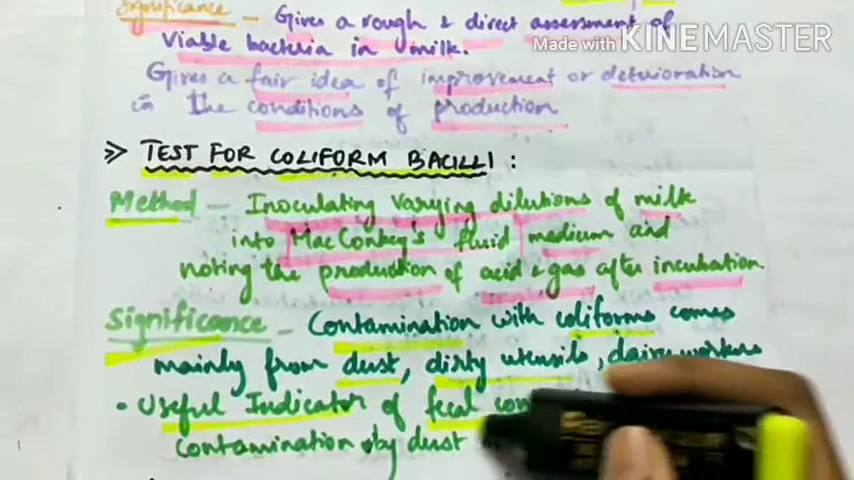 Significance – Gives a rough & direct assessment of
Viable bacteria in milk.
Made with KINEMASTER
Gives a fair idea of improvement or deterioration
in the conditions of production
>> TEST FOR COLIFORM BACILLI :
Method – Inoculating varying dilutions of milk
into MacConkey's fluid medium and
noting the production of acid & gas after incubation
Significance – Contamination with coliforms comes
mainly from dust, dirty utensils, dairy workers
• Useful Indicator of fecal
contamination by dust